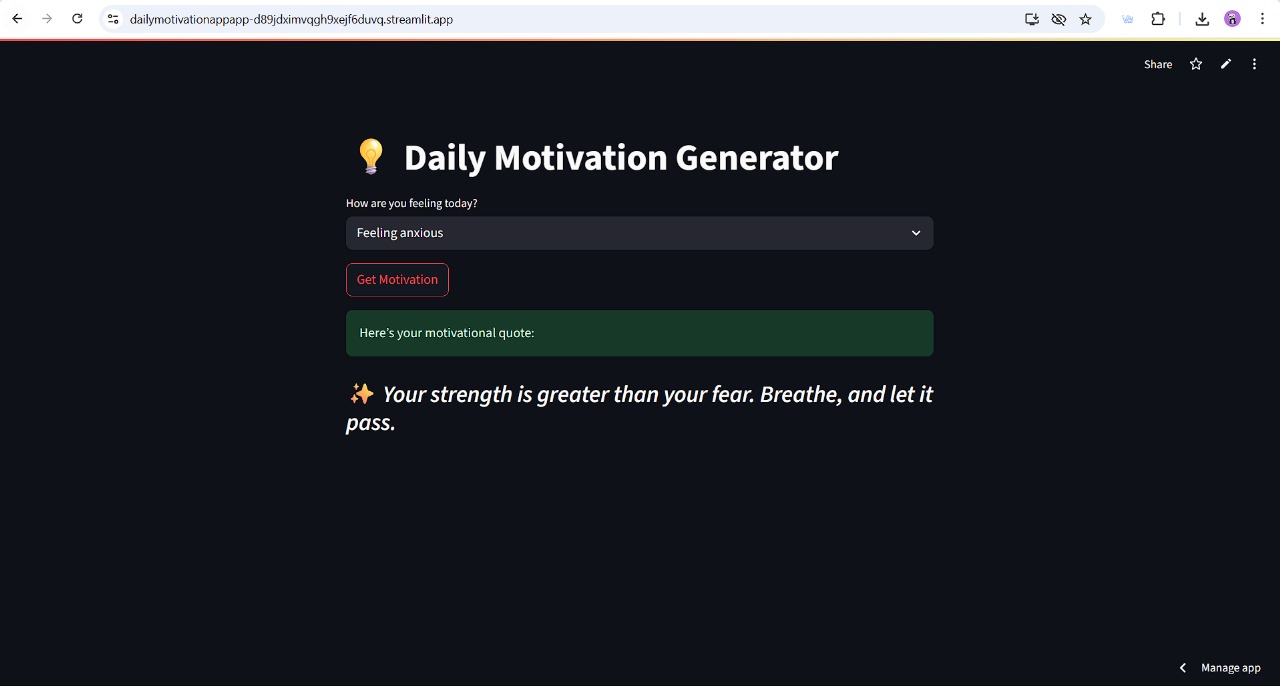 dailymotivationappapp-d89jdximvqgh9xejf6duvq.streamlit.app
Share
Daily Motivation Generator
How are you feeling today?
Feeling anxious
Get Motivation
Here's your motivational quote:
Your strength is greater than your fear. Breathe, and let it
pass.
Manage app